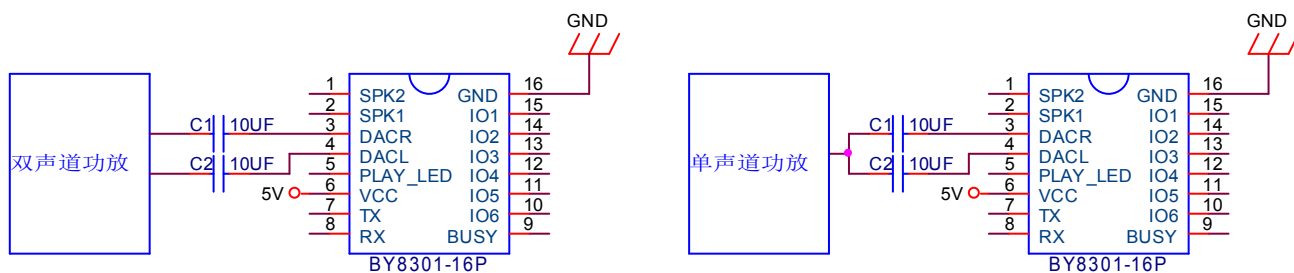 GND
双声道功放
C1 10UF
C2 10UF
5V
1 SPK2 GND 16
2 SPK1 IO1 15
3 DACR IO2 14
4 DACL IO3 13
5 PLAY_LED IO4 12
6 VCC IO5 11
7 TX IO6 10
8 RX BUSY 9
BY8301-16P
GND
单声道功放
C1 10UF
C2 10UF
5V
1 SPK2 GND 16
2 SPK1 IO1 15
3 DACR IO2 14
4 DACL IO3 13
5 PLAY_LED IO4 12
6 VCC IO5 11
7 TX IO6 10
8 RX BUSY 9
BY8301-16P